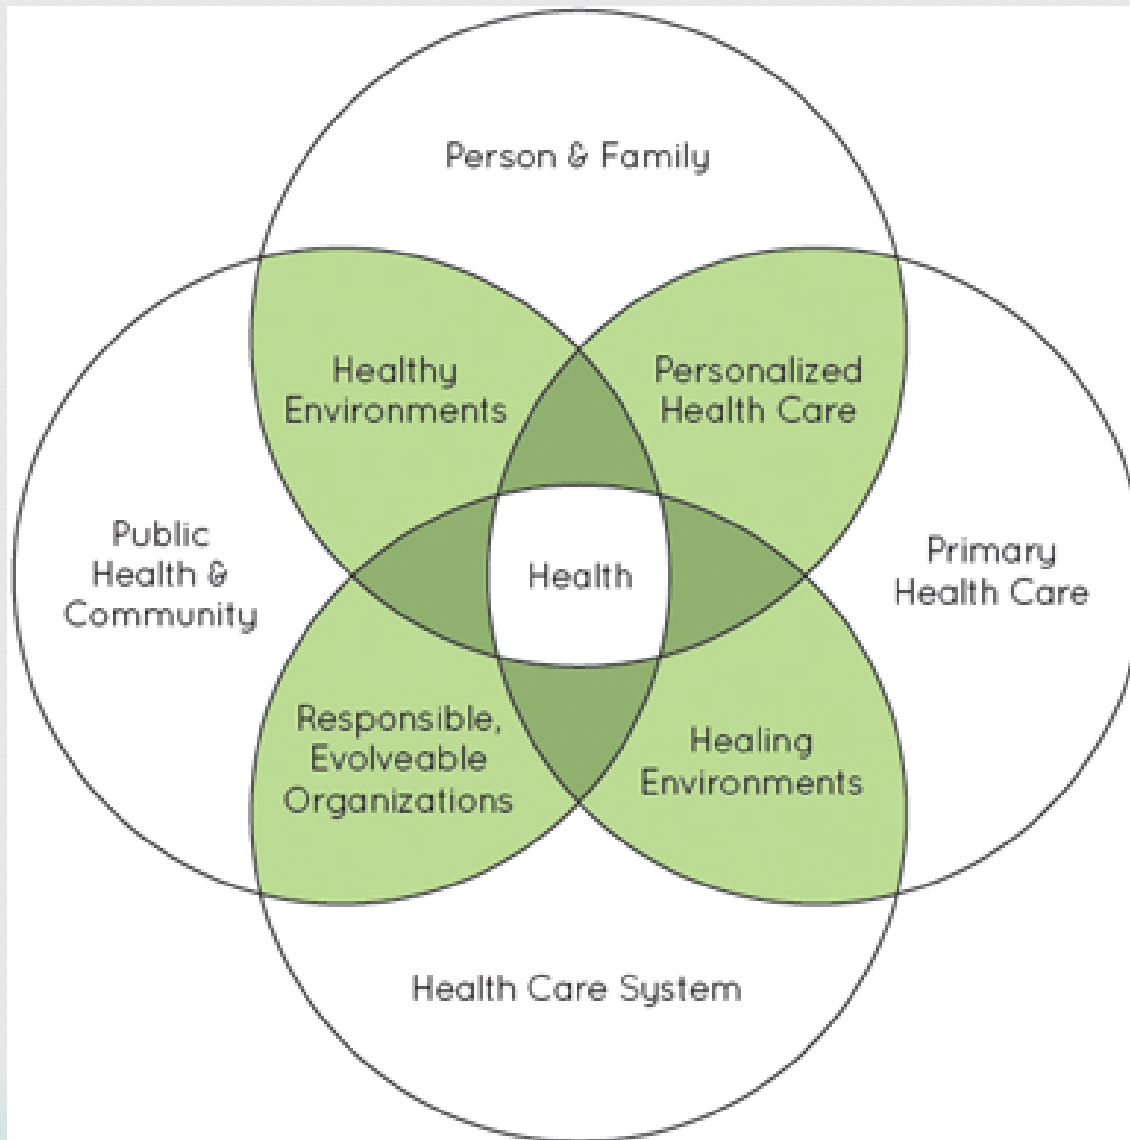 Person & Family
Healthy
Environments
Personalized
Health Care
Public
Health &
Community
Health
Primary
Health Care
Responsible,
Evolveable
Organizations
Healing
Environments
Health Care System